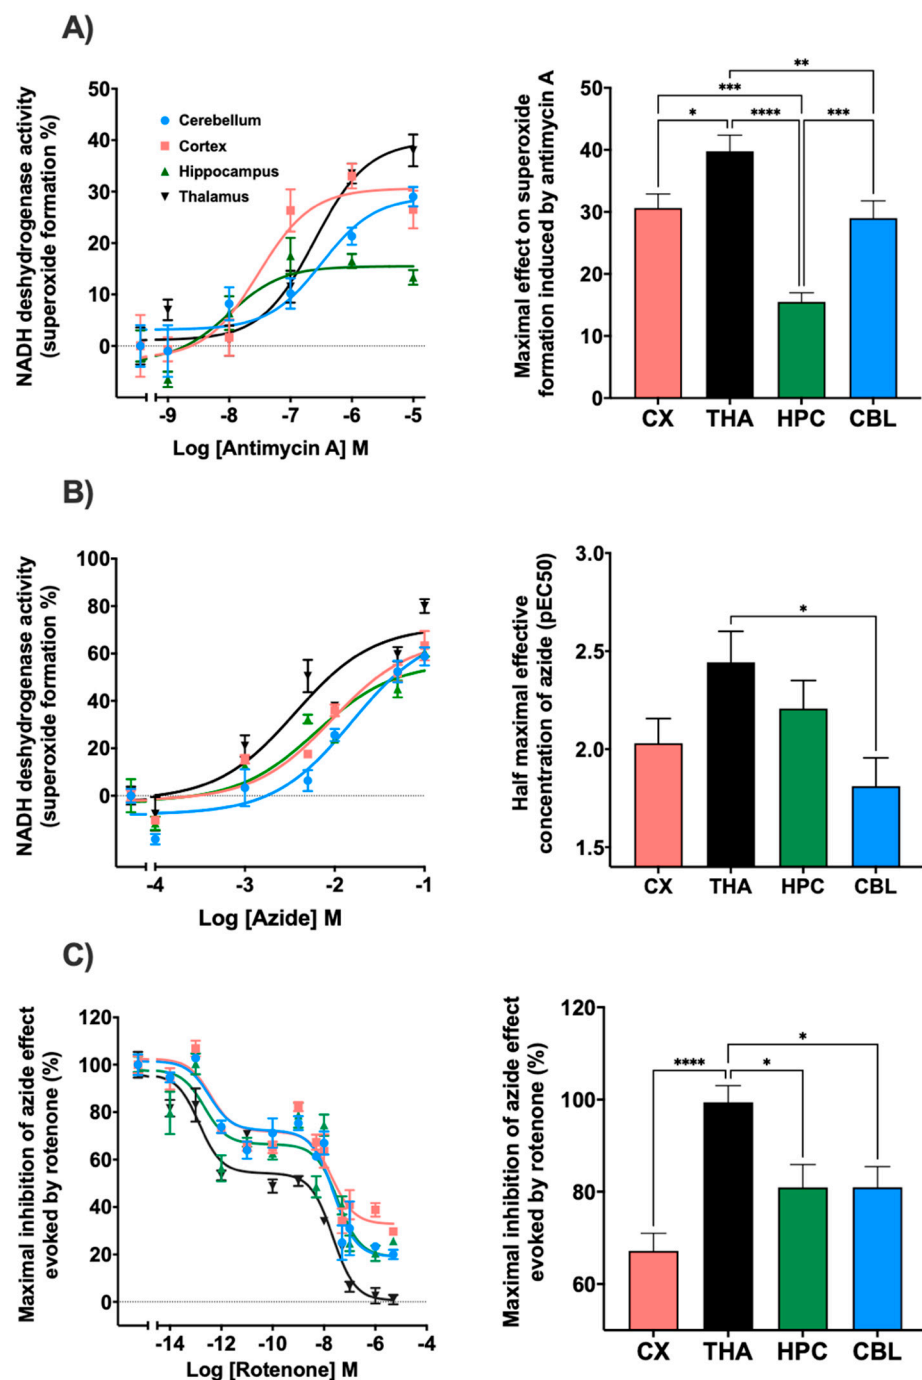 A)
NADH deshydrogenase activity
(superoxide formation %)
50
40
30
20
10
0
Cerebellum
Cortex
Hippocampus
Thalamus
-9
-8
-7
-6
-5
Log [Antimycin A] M
Maximal effect on superoxide
formation induced by antimycin A
50
40
30
20
10
0
**
***
*
****
***
CX
THA
HPC
CBL
B)
NADH deshydrogenase activity
(superoxide formation %)
100
80
60
40
20
0
-4
-3
-2
-1
Log [Azide] M
Half maximal effective
concentration of azide (pEC50)
3.0
2.5
2.0
1.5
*
CX
THA
HPC
CBL
C)
Maximal inhibition of azide effect
evoked by rotenone (%)
120
100
80
60
40
20
0
-14
-12
-10
-8
-6
-4
Log [Rotenone] M
Maximal inhibition of azide effect
evoked by rotenone (%)
120
100
80
60
*
****
*
CX
THA
HPC
CBL